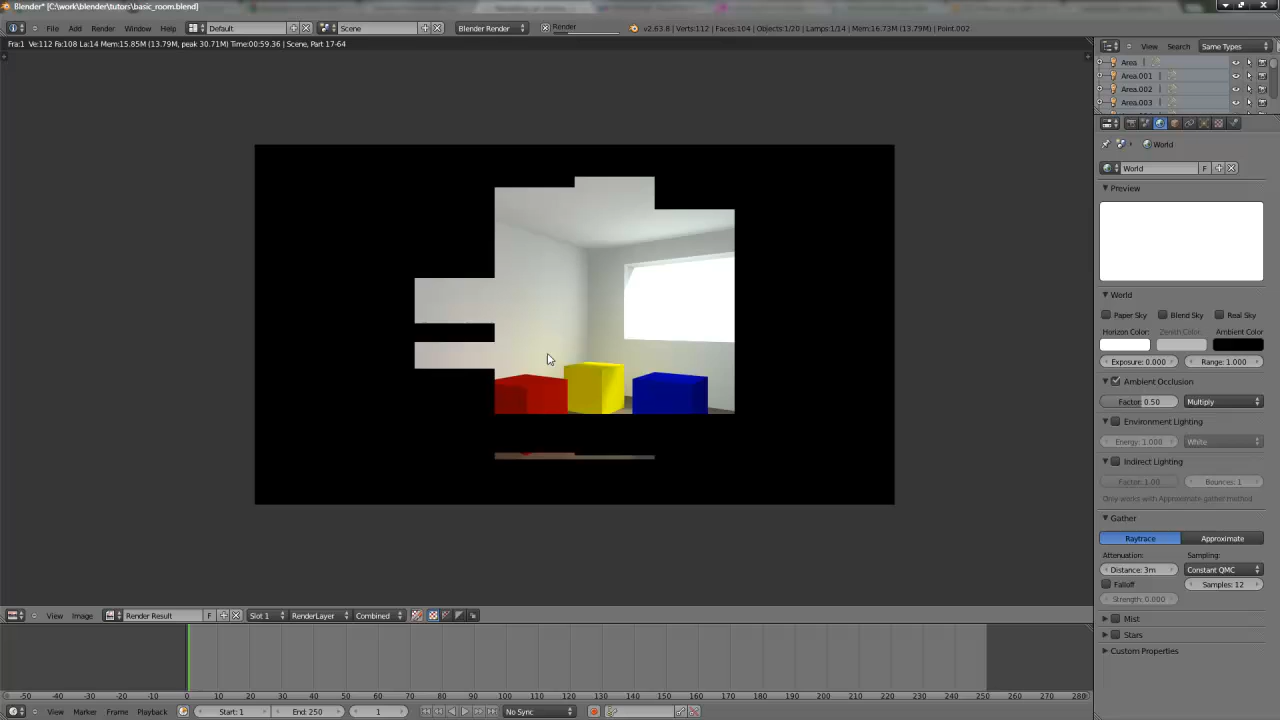 Blender* [C:\work\blender\tutors\basic_room.blend]
File Add Render Window Help Default Scene Blender Render Render v2.63.8 | Verts:112 | Faces:104 | Objects:1/20 | Lamps:1/14 | Mem:16.73M (13.79M) | Point.002
Fra:1 Ve:112 Fa:108 La:14 Mem:15.85M (13.79M, peak 30.71M) Time:00:59.36 | Scene, Part 17-64
View Search Same Types
Area
Area.001
Area.002
Area.003
World
World F
Preview
World
Paper Sky Blend Sky Real Sky
Horizon Color: Zenith Color: Ambient Color
Exposure: 0.000 Range: 1.000
Ambient Occlusion
Factor: 0.50 Multiply
Environment Lighting
Energy: 1.000 White
Indirect Lighting
Factor: 1.00 Bounces: 1
Only works with Approximate gather method
Gather
Raytrace Approximate
Attenuation: Sampling:
Distance: 3m Constant QMC
Falloff Samples: 12
Strength: 0.000
Mist
Stars
Custom Properties
View Image Render Result F Slot 1 RenderLayer Combined
-50 -40 -30 -20 -10 0 10 20 30 40 50 60 70 80 90 100 110 120 130 140 150 160 170 180 190 200 210 220 230 240 250 260 270 280
View Marker Frame Playback Start: 1 End: 250 1 No Sync